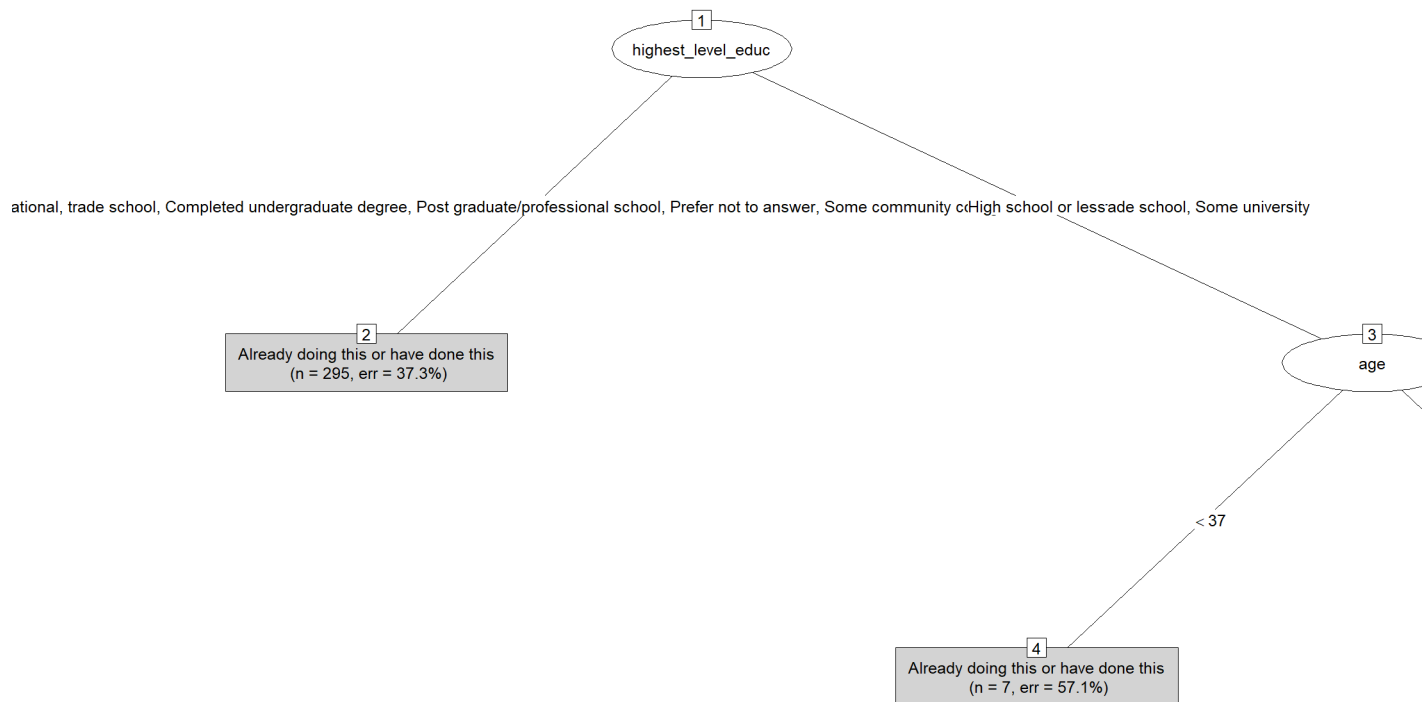 1
highest_level_educ
ational, trade school, Completed undergraduate degree, Post graduate/professional school, Prefer not to answer, Some community
High school or less
ade school, Some university
2
Already doing this or have done this
(n = 295, err = 37.3%)
3
age
< 37
4
Already doing this or have done this
(n = 7, err = 57.1%)